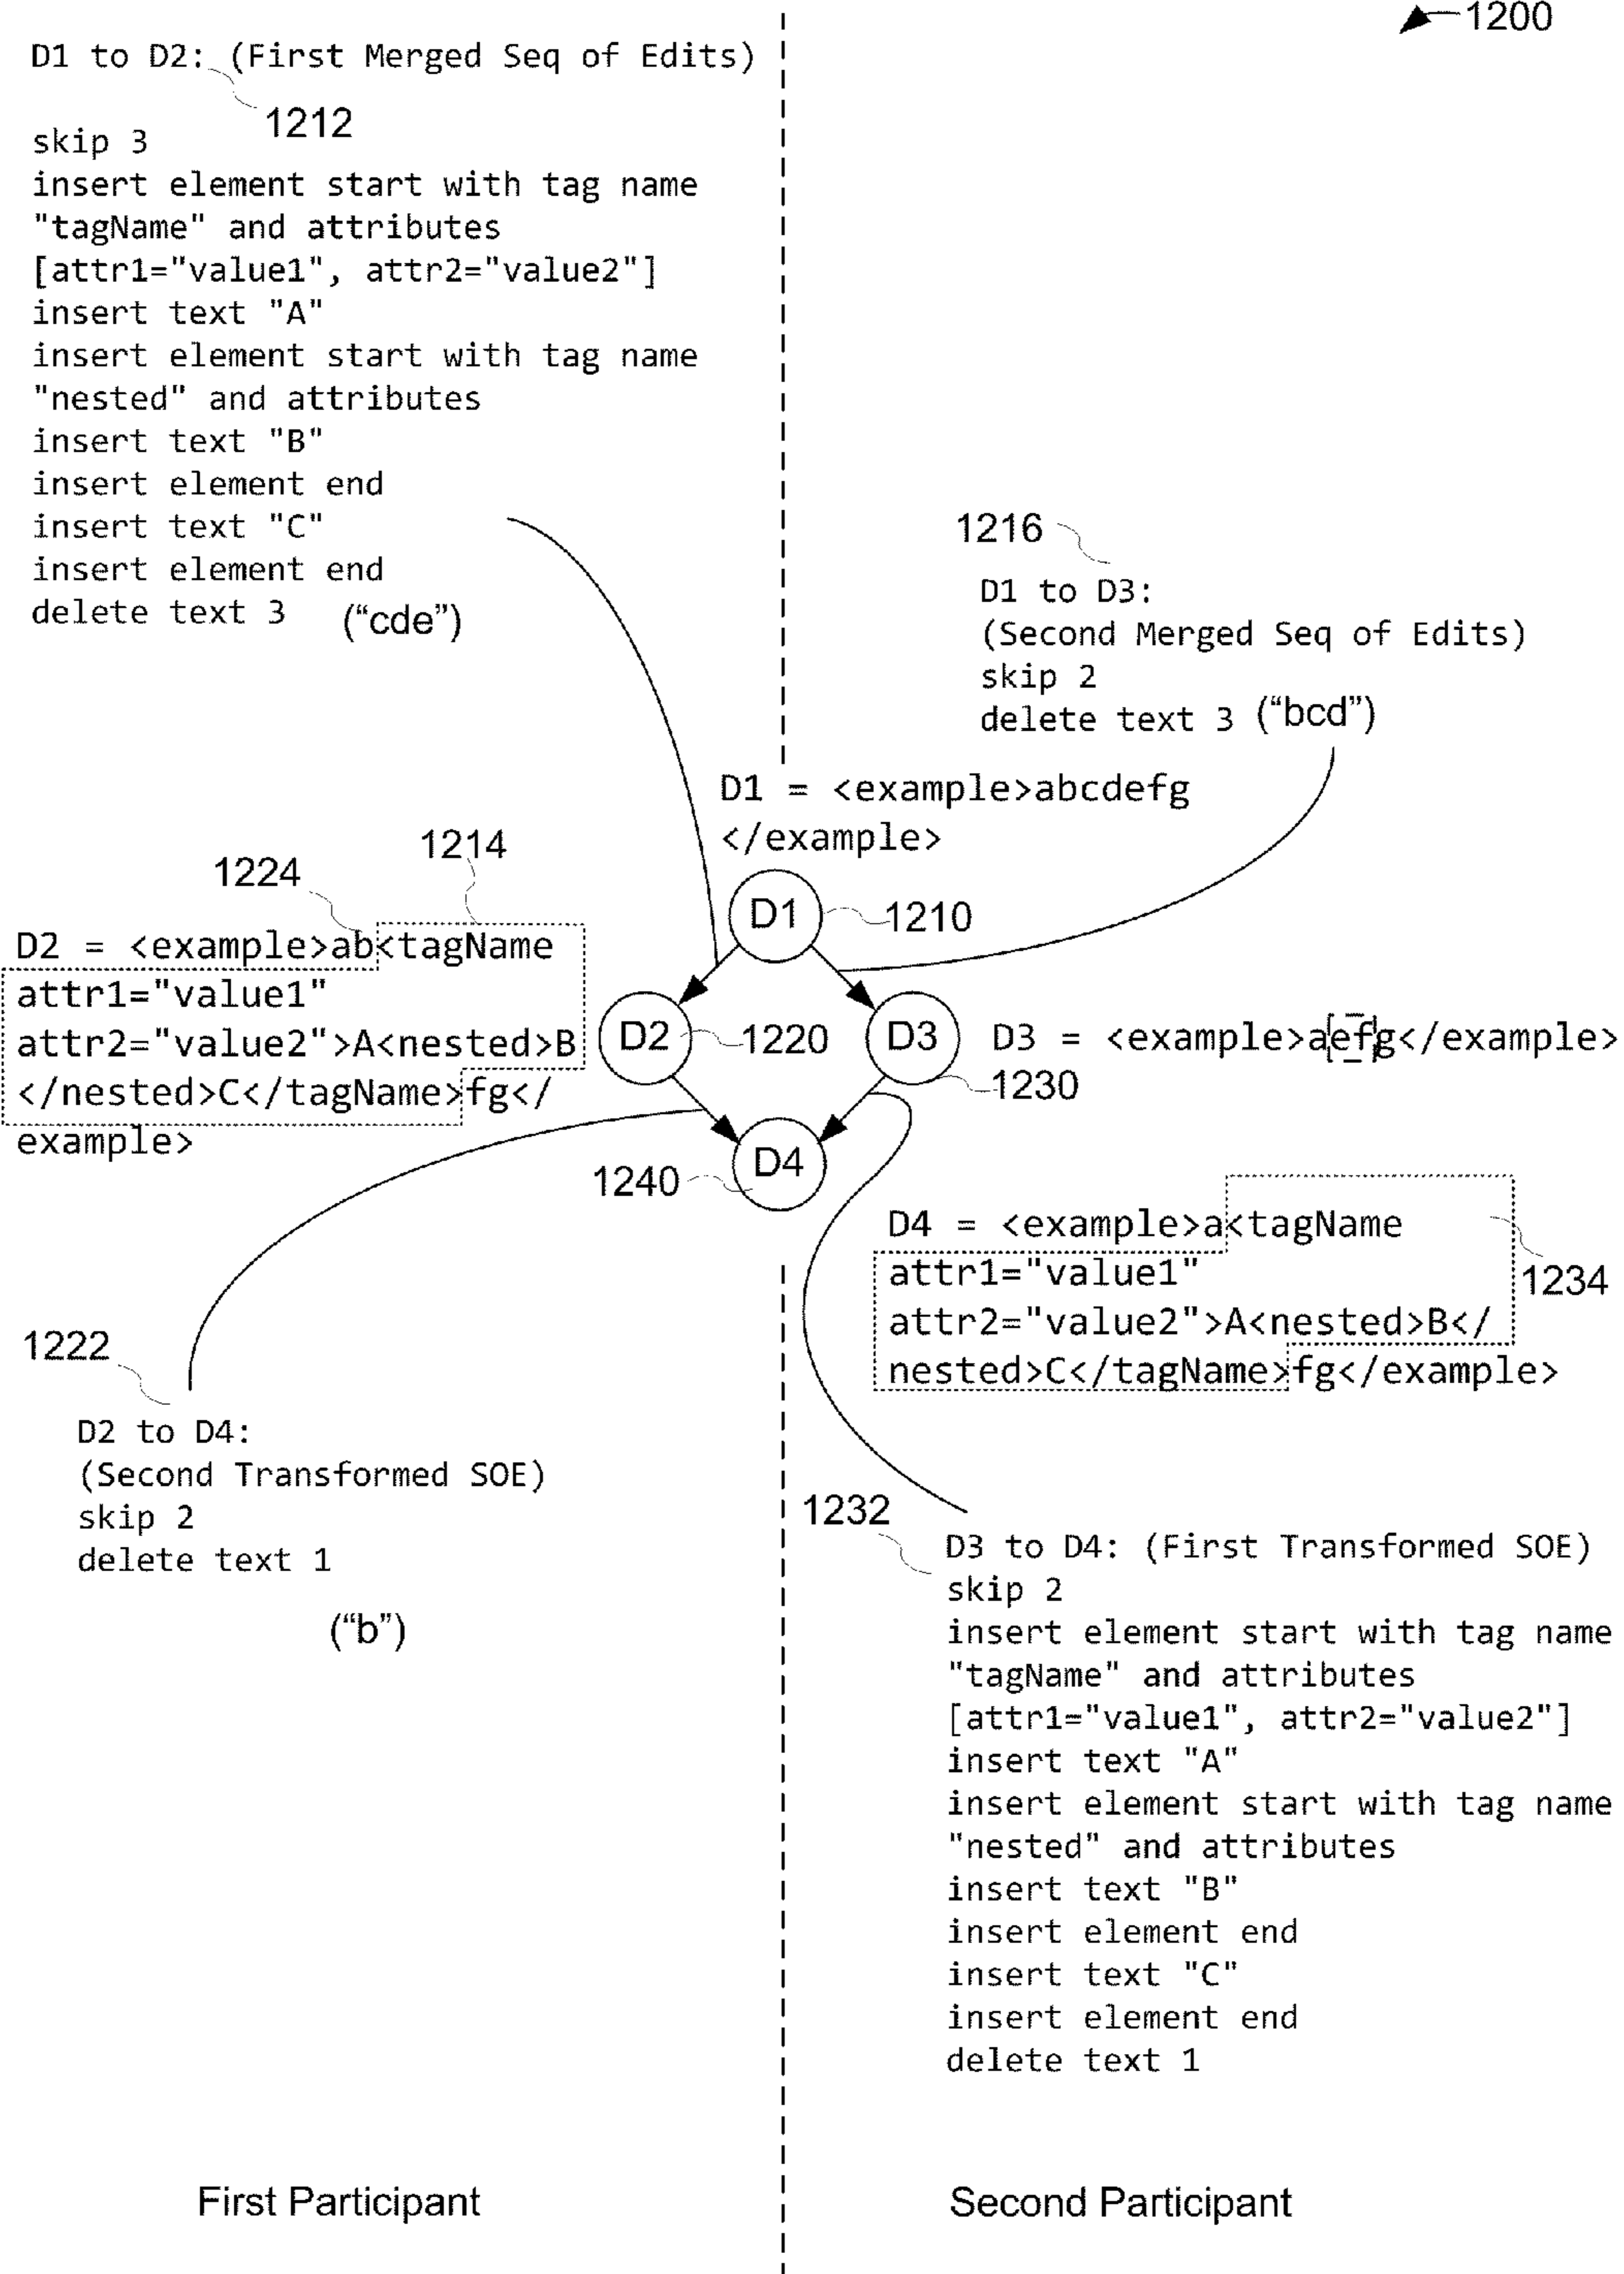 1200
D1 to D2: (First Merged Seq of Edits)
1212
skip 3
insert element start with tag name
"tagName" and attributes
[attr1="value1", attr2="value2"]
insert text "A"
insert element start with tag name
"nested" and attributes
insert text "B"
insert element end
insert text "C"
insert element end
delete text 3 (“cde”)
1216
D1 to D3:
(Second Merged Seq of Edits)
skip 2
delete text 3 (“bcd”)
D1 = <example>abcdefg
</example>
1214
1224
D1
1210
D2 = <example>ab<tagName
attr1="value1"
attr2="value2">A<nested>B
</nested>C</tagName>fg</
example>
D2
1220
D3
1230
D3 = <example>aefg</example>
D4
1240
D4 = <example>a<tagName
attr1="value1"
attr2="value2">A<nested>B</
nested>C</tagName>fg</example>
1234
1222
D2 to D4:
(Second Transformed SOE)
skip 2
delete text 1
(“b”)
1232
D3 to D4: (First Transformed SOE)
skip 2
insert element start with tag name
"tagName" and attributes
[attr1="value1", attr2="value2"]
insert text "A"
insert element start with tag name
"nested" and attributes
insert text "B"
insert element end
insert text "C"
insert element end
delete text 1
First Participant
Second Participant